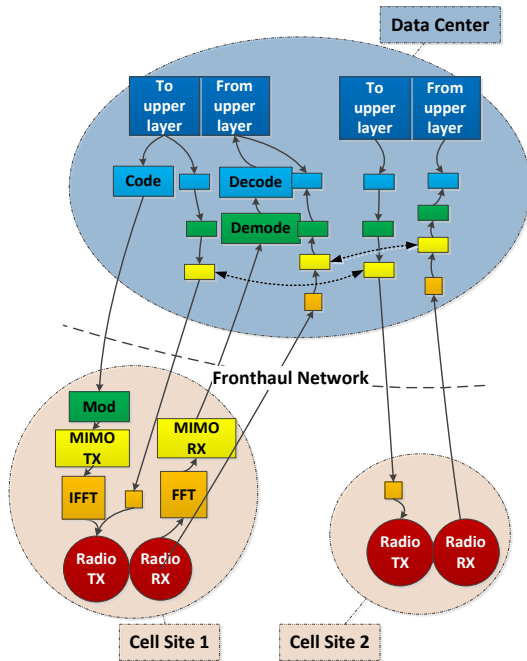 Data Center
To
upper
layer
From
upper
layer
To
upper
layer
From
upper
layer
Code
Decode
Demode
Fronthaul Network
Mod
MIMO
TX
MIMO
RX
IFFT
FFT
Radio
TX
Radio
RX
Radio
TX
Radio
RX
Cell Site 1
Cell Site 2